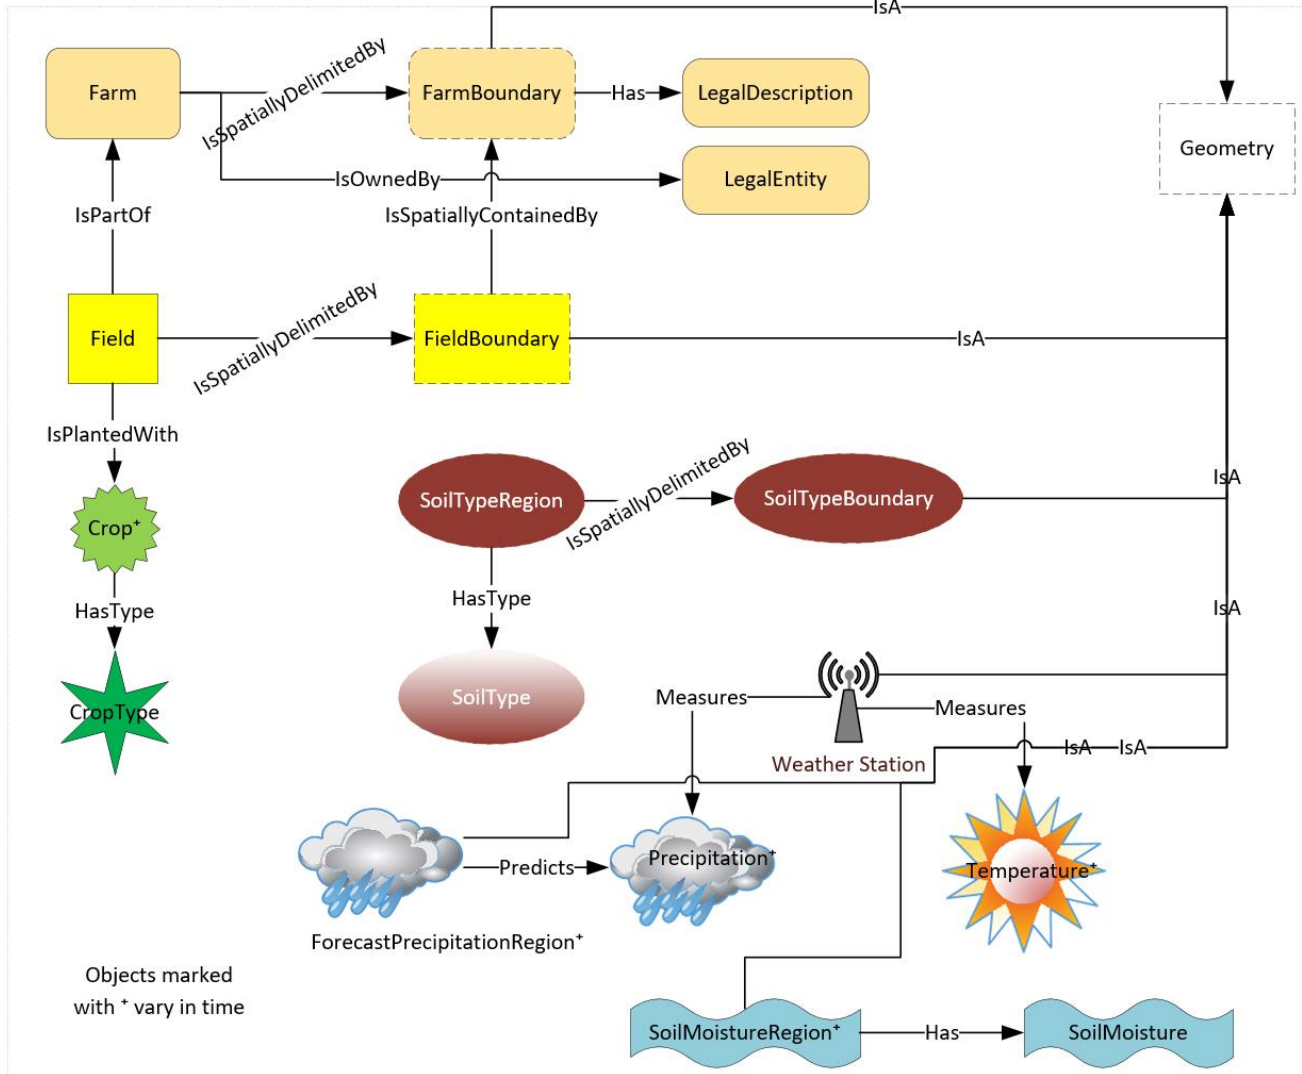 IsA
Farm
IsSpatiallyDelimitedBy
FarmBoundary
Has
LegalDescription
Geometry
IsOwnedBy
LegalEntity
IsPartOf
IsSpatiallyContainedBy
Field
IsSpatiallyDelimitedBy
FieldBoundary
IsA
IsPlantedWith
SoilTypeRegion
IsSpatiallyDelimitedBy
SoilTypeBoundary
IsA
Crop⁺
HasType
HasType
IsA
CropType
SoilType
Measures
Measures
Weather Station
IsA
IsA
Predicts
Precipitation⁺
Temperature⁺
ForecastPrecipitationRegion⁺
Objects marked
with ⁺ vary in time
SoilMoistureRegion⁺
Has
SoilMoisture